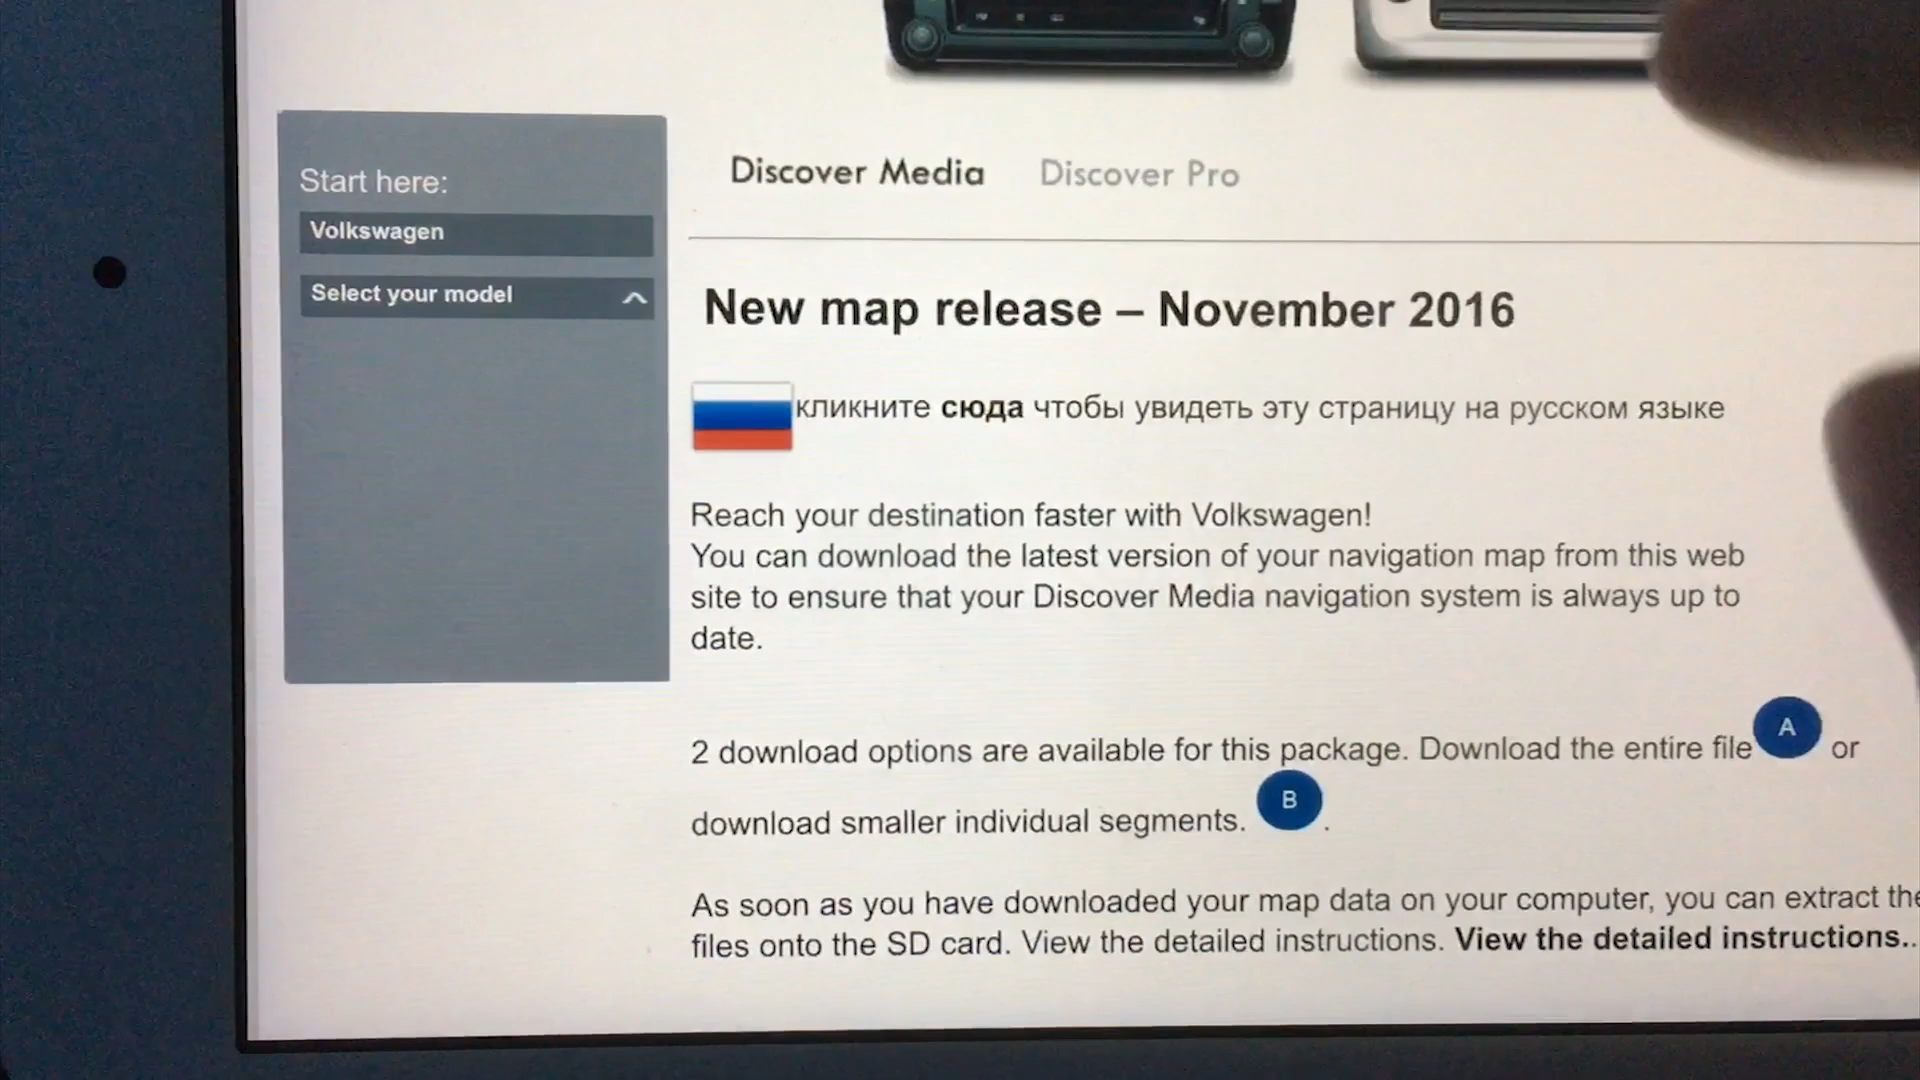 Start here:
Volkswagen
Select your model
Discover Media Discover Pro
New map release – November 2016
кликните сюда чтобы увидеть эту страницу на русском языке
Reach your destination faster with Volkswagen!
You can download the latest version of your navigation map from this web
site to ensure that your Discover Media navigation system is always up to
date.
2 download options are available for this package. Download the entire file A or
download smaller individual segments. B .
As soon as you have downloaded your map data on your computer, you can extract the
files onto the SD card. View the detailed instructions. View the detailed instructions..